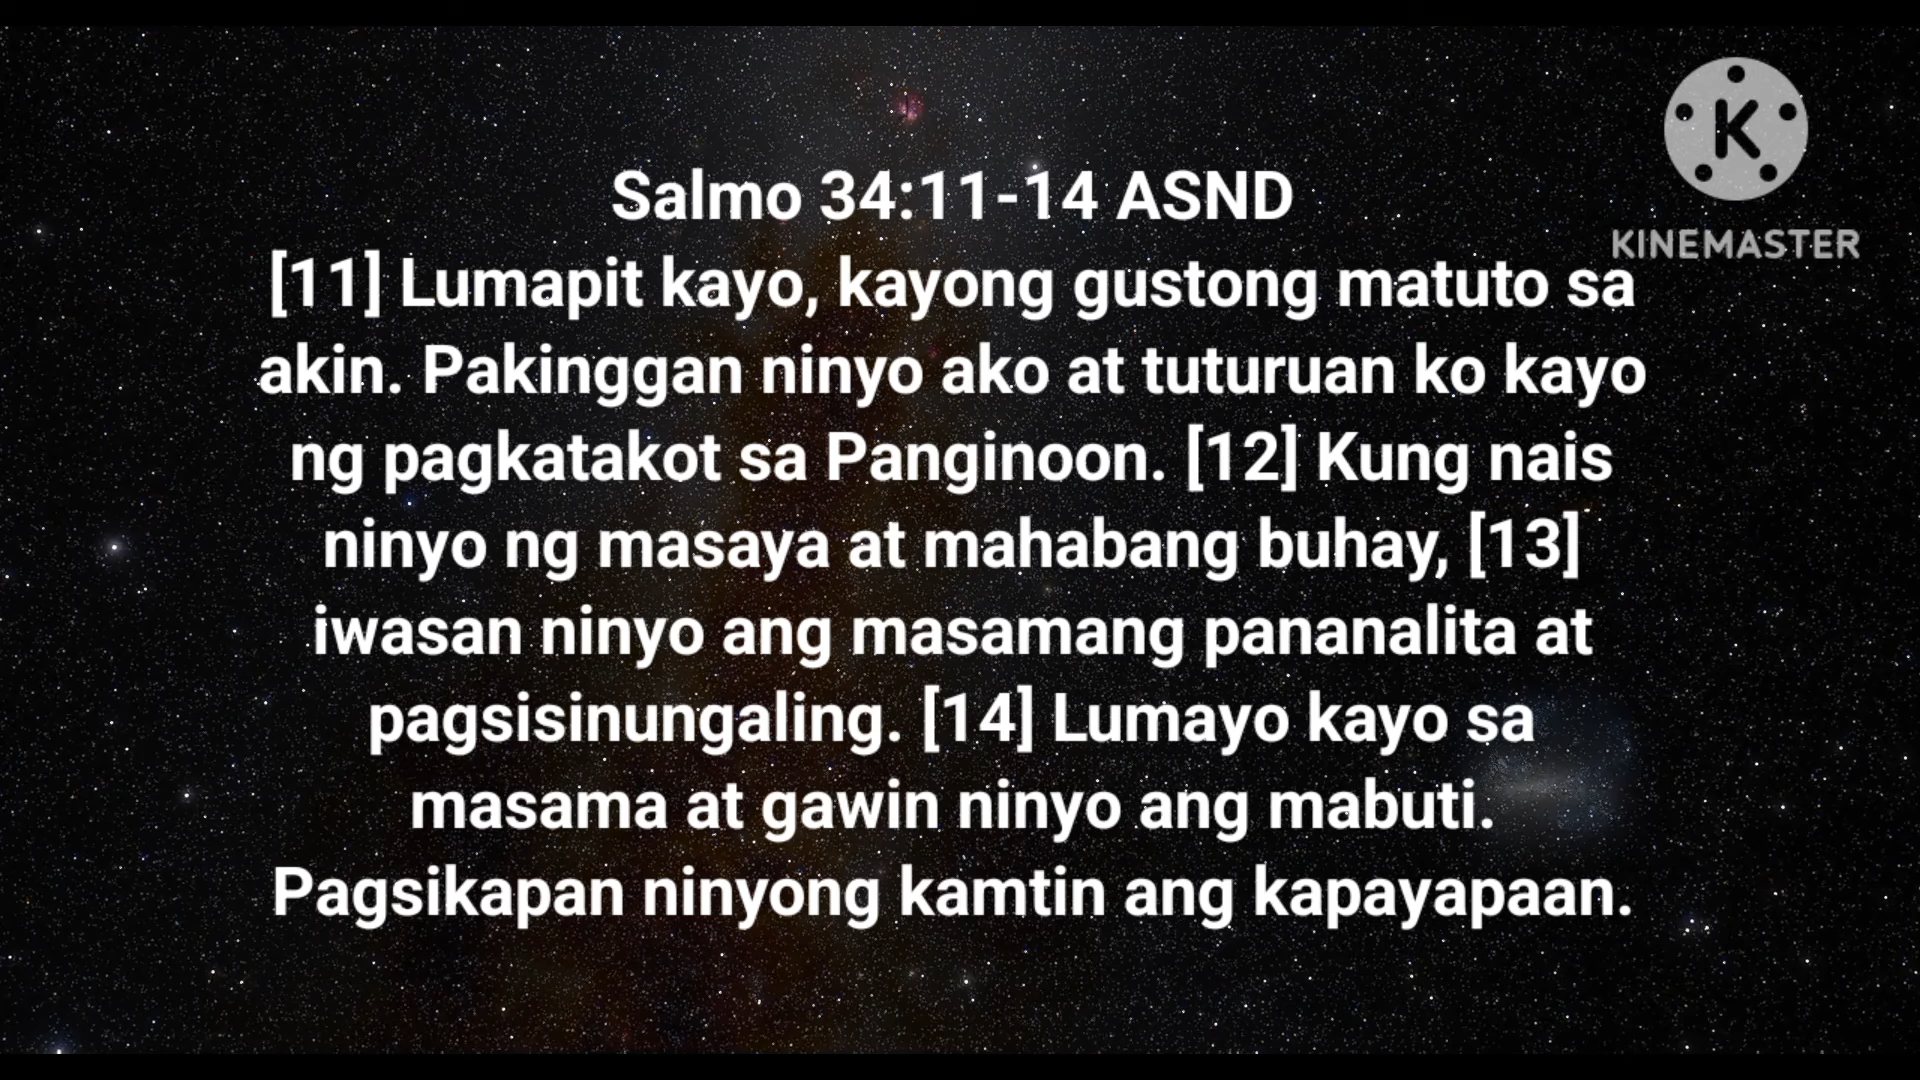 Salmo 34:11-14 ASND
[11] Lumapit kayo, kayong gustong matuto sa
akin. Pakinggan ninyo ako at tuturuan ko kayo
ng pagkatakot sa Panginoon. [12] Kung nais
ninyo ng masaya at mahabang buhay, [13]
iwasan ninyo ang masamang pananalita at
pagsisinungaling. [14] Lumayo kayo sa
masama at gawin ninyo ang mabuti.
Pagsikapan ninyong kamtin ang kapayapaan.
K
KINEMASTER